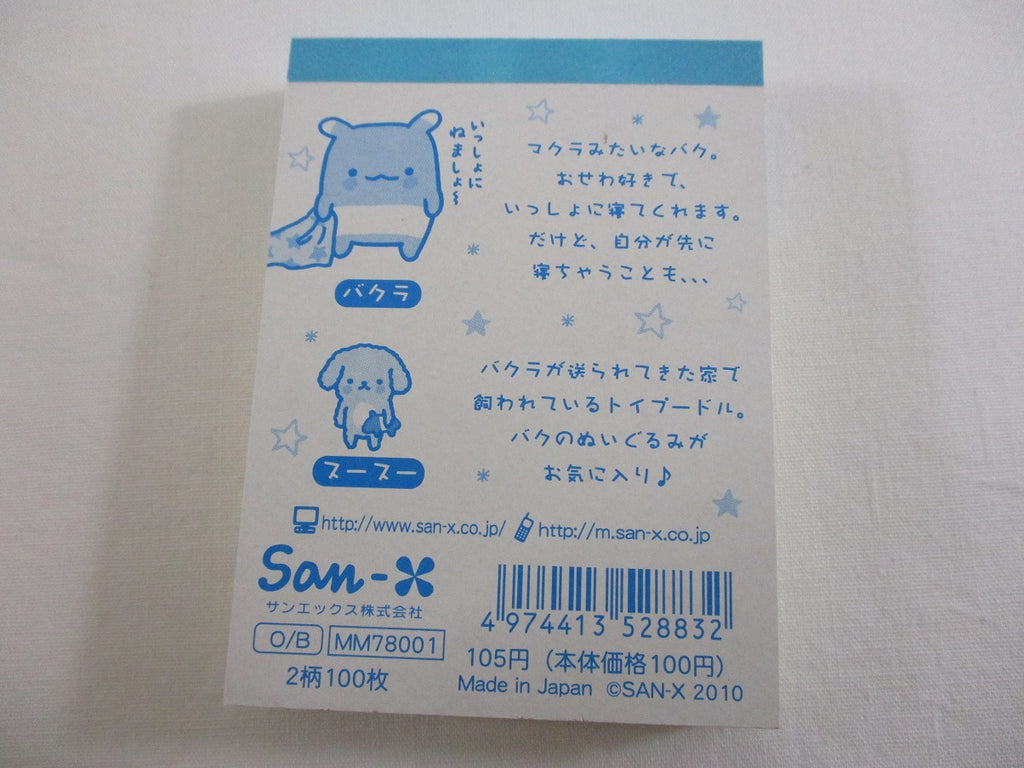 いっしょに
ねましょ〜
マクラみたいなバク。
おせわ好きで、
いっしょに寝てくれます。
だけど、自分が先に
寝ちゃうことも、、、
バクラ
バクラが送られてきた家で
飼われているトイプードル。
バクのぬいぐるみが
お気に入り♪
スースー
http://www.san-x.co.jp/ http://m.san-x.co.jp
San-X
サンエックス株式会社
O/B MM78001
2柄100枚
4 974413 528832
105円（本体価格100円）
Made in Japan ©SAN-X 2010